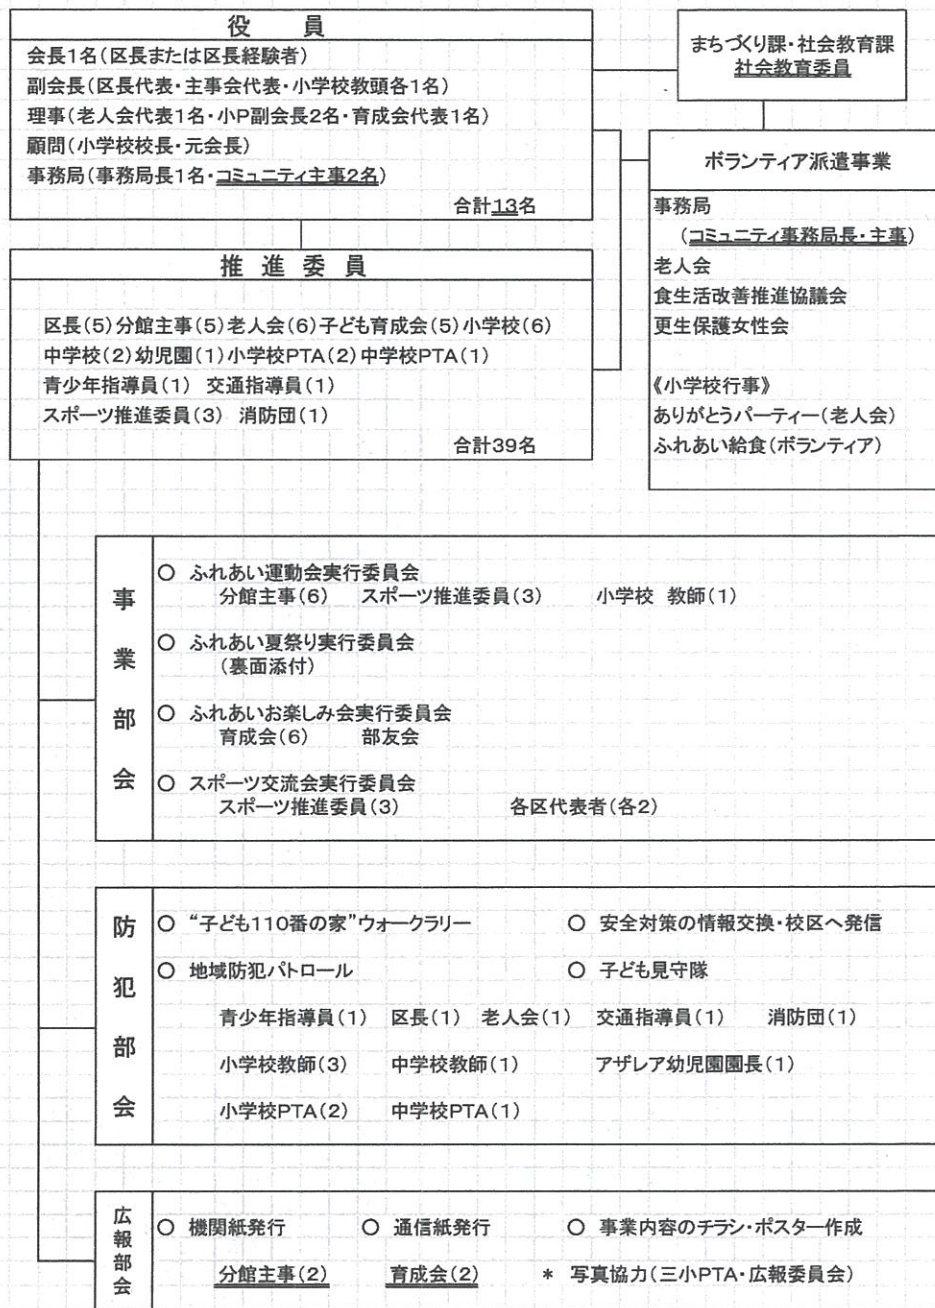 役　員
会長1名(区長または区長経験者)
副会長(区長代表・主事会代表・小学校教頭各1名)
理事(老人会代表1名・小P副会長2名・育成会代表1名)
顧問(小学校校長・元会長)
事務局(事務局長1名・コミュニティ主事2名)
合計13名
まちづくり課・社会教育課
社会教育委員
ボランティア派遣事業
事務局
(コミュニティ事務局長・主事)
老人会
食生活改善推進協議会
更生保護女性会
《小学校行事》
ありがとうパーティー(老人会)
ふれあい給食(ボランティア)
推 進 委 員
区長(5)分館主事(5)老人会(6)子ども育成会(5)小学校(6)
中学校(2)幼児園(1)小学校PTA(2)中学校PTA(1)
青少年指導員(1) 交通指導員(1)
スポーツ推進委員(3) 消防団(1)
合計39名
事業部会
○ ふれあい運動会実行委員会
分館主事(6) スポーツ推進委員(3) 小学校 教師(1)
○ ふれあい夏祭り実行委員会
(裏面添付)
○ ふれあいお楽しみ会実行委員会
育成会(6) 部友会
○ スポーツ交流会実行委員会
スポーツ推進委員(3) 各区代表者(各2)
防犯部会
○ “子ども110番の家”ウォークラリー ○ 安全対策の情報交換・校区へ発信
○ 地域防犯パトロール ○ 子ども見守隊
青少年指導員(1) 区長(1) 老人会(1) 交通指導員(1) 消防団(1)
小学校教師(3) 中学校教師(1) アザレア幼児園園長(1)
小学校PTA(2) 中学校PTA(1)
広報部会
○ 機関紙発行 ○ 通信紙発行 ○ 事業内容のチラシ・ポスター作成
分館主事(2) 育成会(2) * 写真協力(三小PTA・広報委員会)